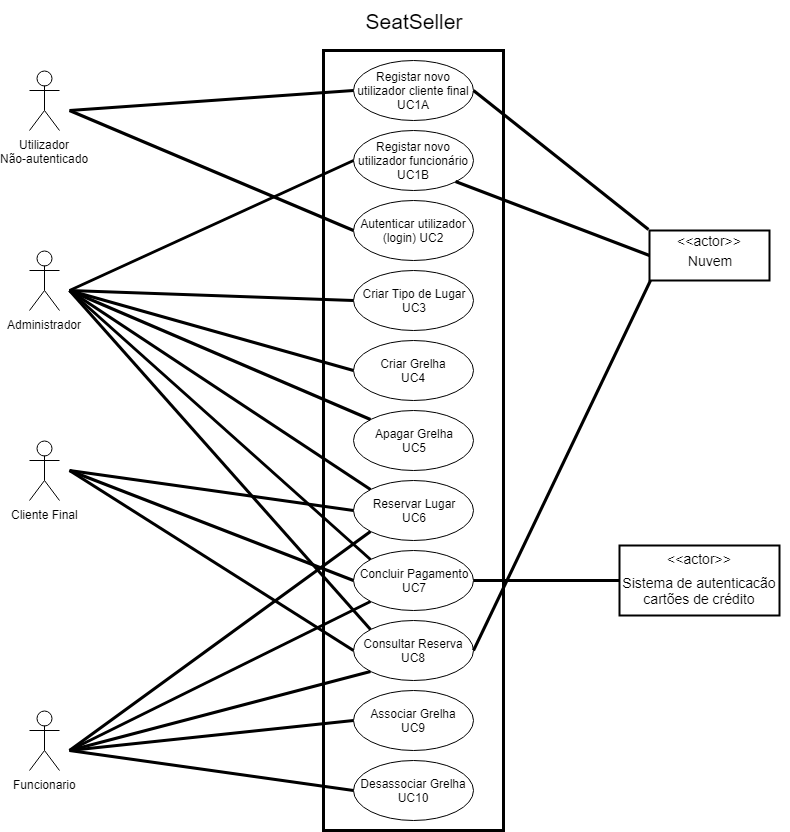 SeatSeller
Utilizador
Não-autenticado
Administrador
Cliente Final
Funcionario
Registar novo
utilizador cliente final
UC1A
Registar novo
utilizador funcionário
UC1B
Autenticar utilizador
(login) UC2
Criar Tipo de Lugar
UC3
Criar Grelha
UC4
Apagar Grelha
UC5
Reservar Lugar
UC6
Concluir Pagamento
UC7
Consultar Reserva
UC8
Associar Grelha
UC9
Desassociar Grelha
UC10
<<actor>>
Nuvem
<<actor>>
Sistema de autenticacão
cartões de crédito